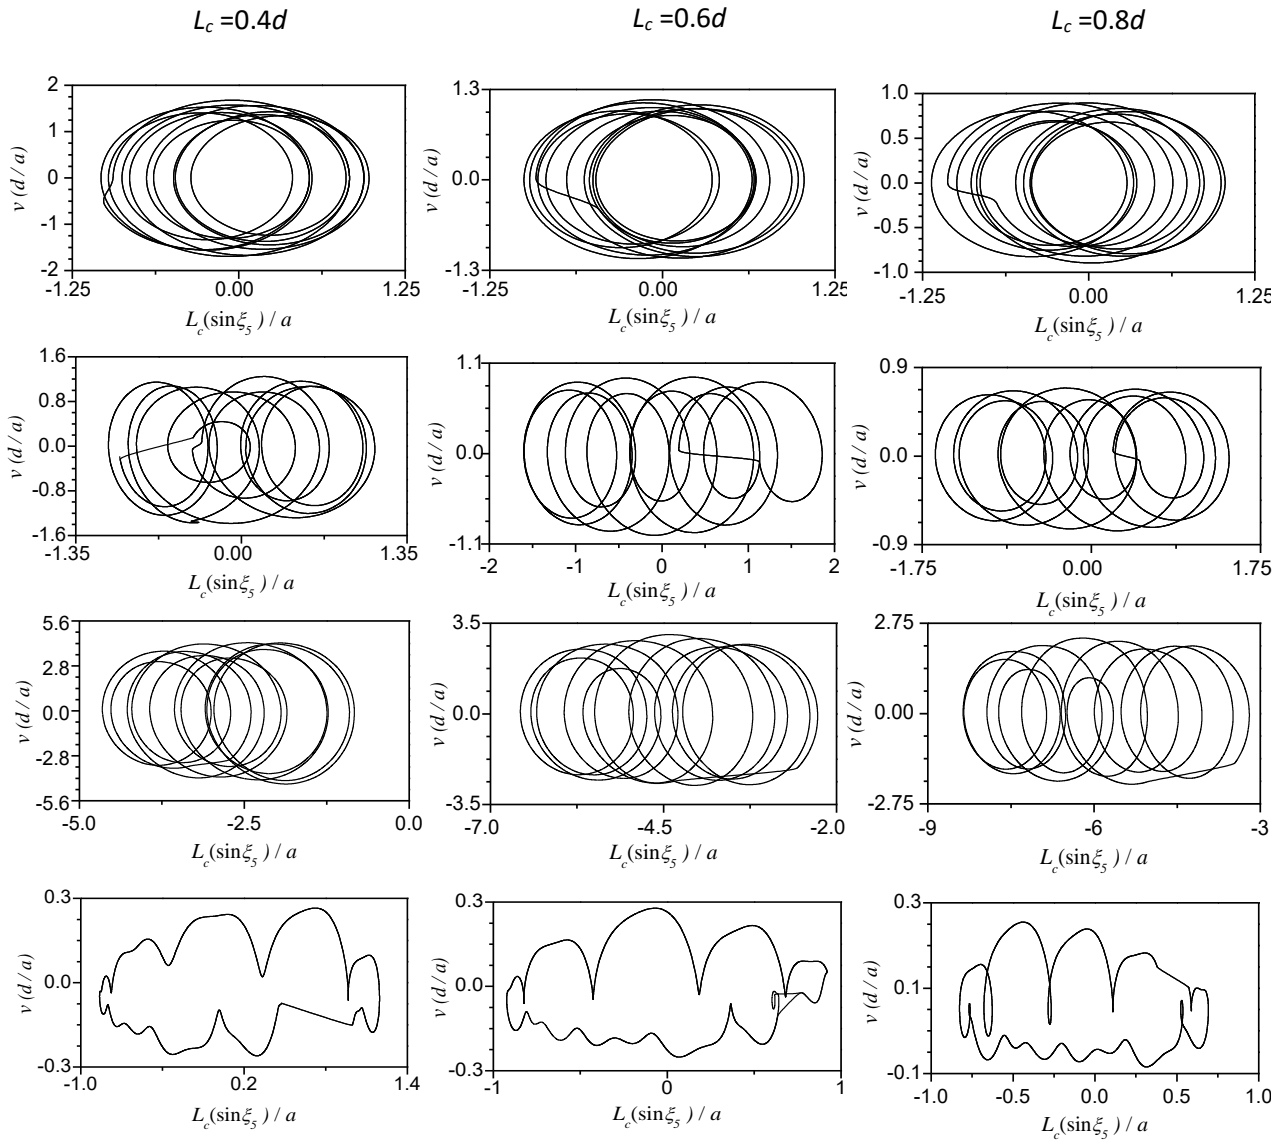 L_c =0.4d
L_c =0.6d
L_c =0.8d
2
1
0
-1
-2
-1.25 0.00 1.25
v (d / a)
L_c(sinξ_5) / a
1.3
0.0
-1.3
-1.25 0.00 1.25
v (d / a)
L_c(sinξ_5) / a
1.0
0.5
0.0
-0.5
-1.0
-1.25 0.00 1.25
v (d / a)
L_c(sinξ_5) / a
1.6
0.8
0.0
-0.8
-1.6
-1.35 0.00 1.35
v (d / a)
L_c(sinξ_5) / a
1.1
0.0
-1.1
-2 -1 0 1 2
v (d / a)
L_c(sinξ_5) / a
0.9
0.0
-0.9
-1.75 0.00 1.75
v (d / a)
L_c(sinξ_5) / a
5.6
2.8
0.0
-2.8
-5.6
-5.0 -2.5 0.0
v (d / a)
L_c(sinξ_5) / a
3.5
0.0
-3.5
-7.0 -4.5 -2.0
v (d / a)
L_c(sinξ_5) / a
2.75
0.00
-2.75
-9 -6 -3
v (d / a)
L_c(sinξ_5) / a
0.3
0.0
-0.3
-1.0 0.2 1.4
v (d / a)
L_c(sinξ_5) / a
0.3
0.0
-0.3
-1 0 1
v (d / a)
L_c(sinξ_5) / a
0.3
0.1
-0.1
-1.0 -0.5 0.0 0.5 1.0
v (d / a)
L_c(sinξ_5) / a